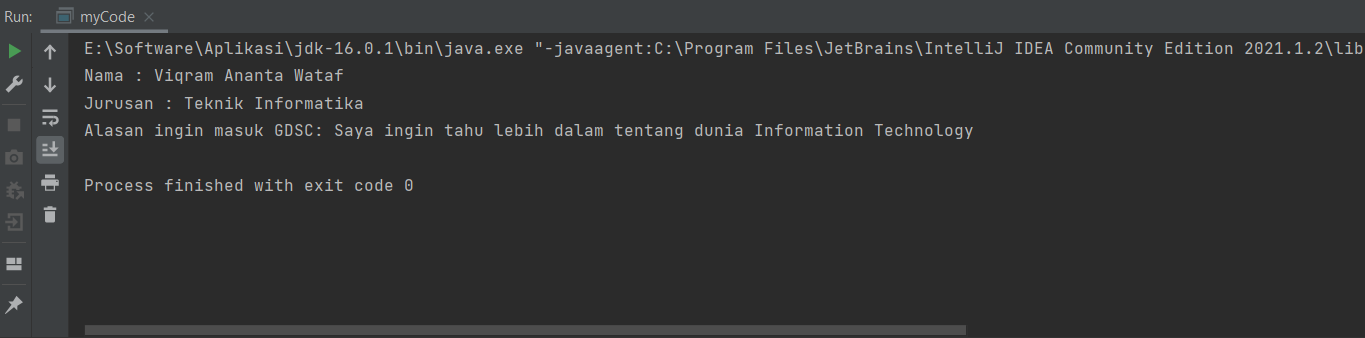 Run: myCode
E:\Software\Aplikasi\jdk-16.0.1\bin\java.exe "-javaagent:C:\Program Files\JetBrains\IntelliJ IDEA Community Edition 2021.1.2\lib
Nama : Viqram Ananta Wataf
Jurusan : Teknik Informatika
Alasan ingin masuk GDSC: Saya ingin tahu lebih dalam tentang dunia Information Technology
Process finished with exit code 0